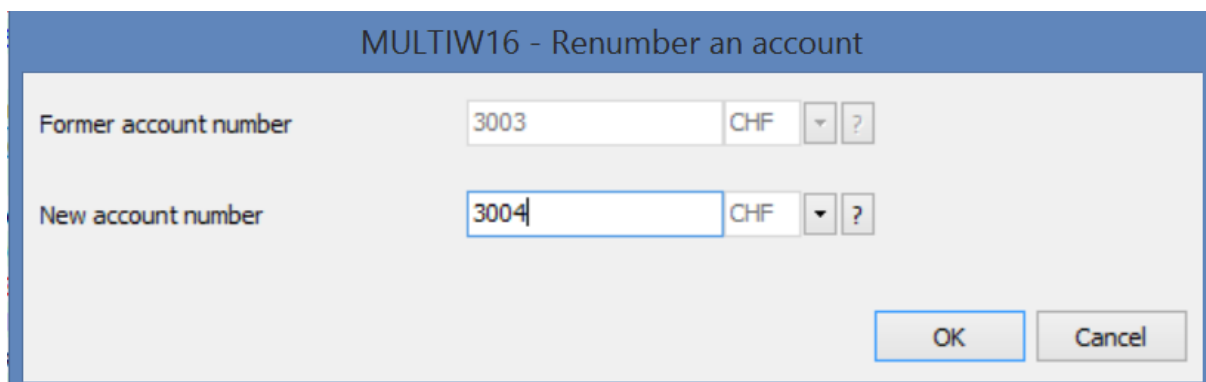 MULTIW16 - Renumber an account
Former account number 3003 CHF ?
New account number 3004 CHF ?
OK Cancel